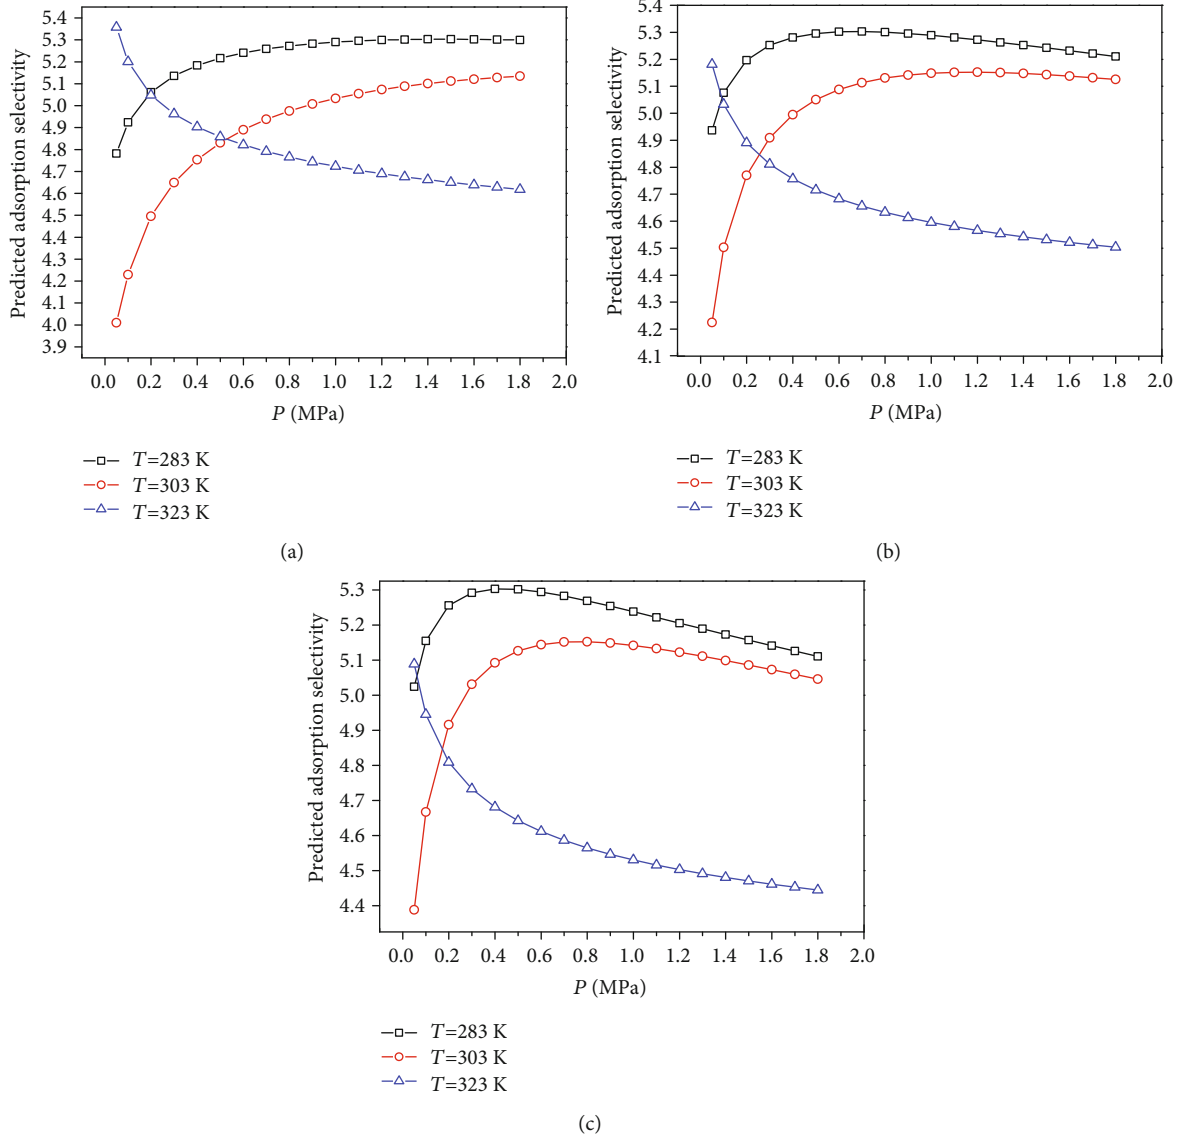 Predicted adsorption selectivity
5.4
5.3
5.2
5.1
5.0
4.9
4.8
4.7
4.6
4.5
4.4
4.3
4.2
4.1
4.0
3.9
0.0 0.2 0.4 0.6 0.8 1.0 1.2 1.4 1.6 1.8 2.0
P (MPa)
T=283 K
T=303 K
T=323 K
(a)
Predicted adsorption selectivity
5.4
5.3
5.2
5.1
5.0
4.9
4.8
4.7
4.6
4.5
4.4
4.3
4.2
4.1
0.0 0.2 0.4 0.6 0.8 1.0 1.2 1.4 1.6 1.8 2.0
P (MPa)
T=283 K
T=303 K
T=323 K
(b)
Predicted adsorption selectivity
5.3
5.2
5.1
5.0
4.9
4.8
4.7
4.6
4.5
4.4
0.0 0.2 0.4 0.6 0.8 1.0 1.2 1.4 1.6 1.8 2.0
P (MPa)
T=283 K
T=303 K
T=323 K
(c)